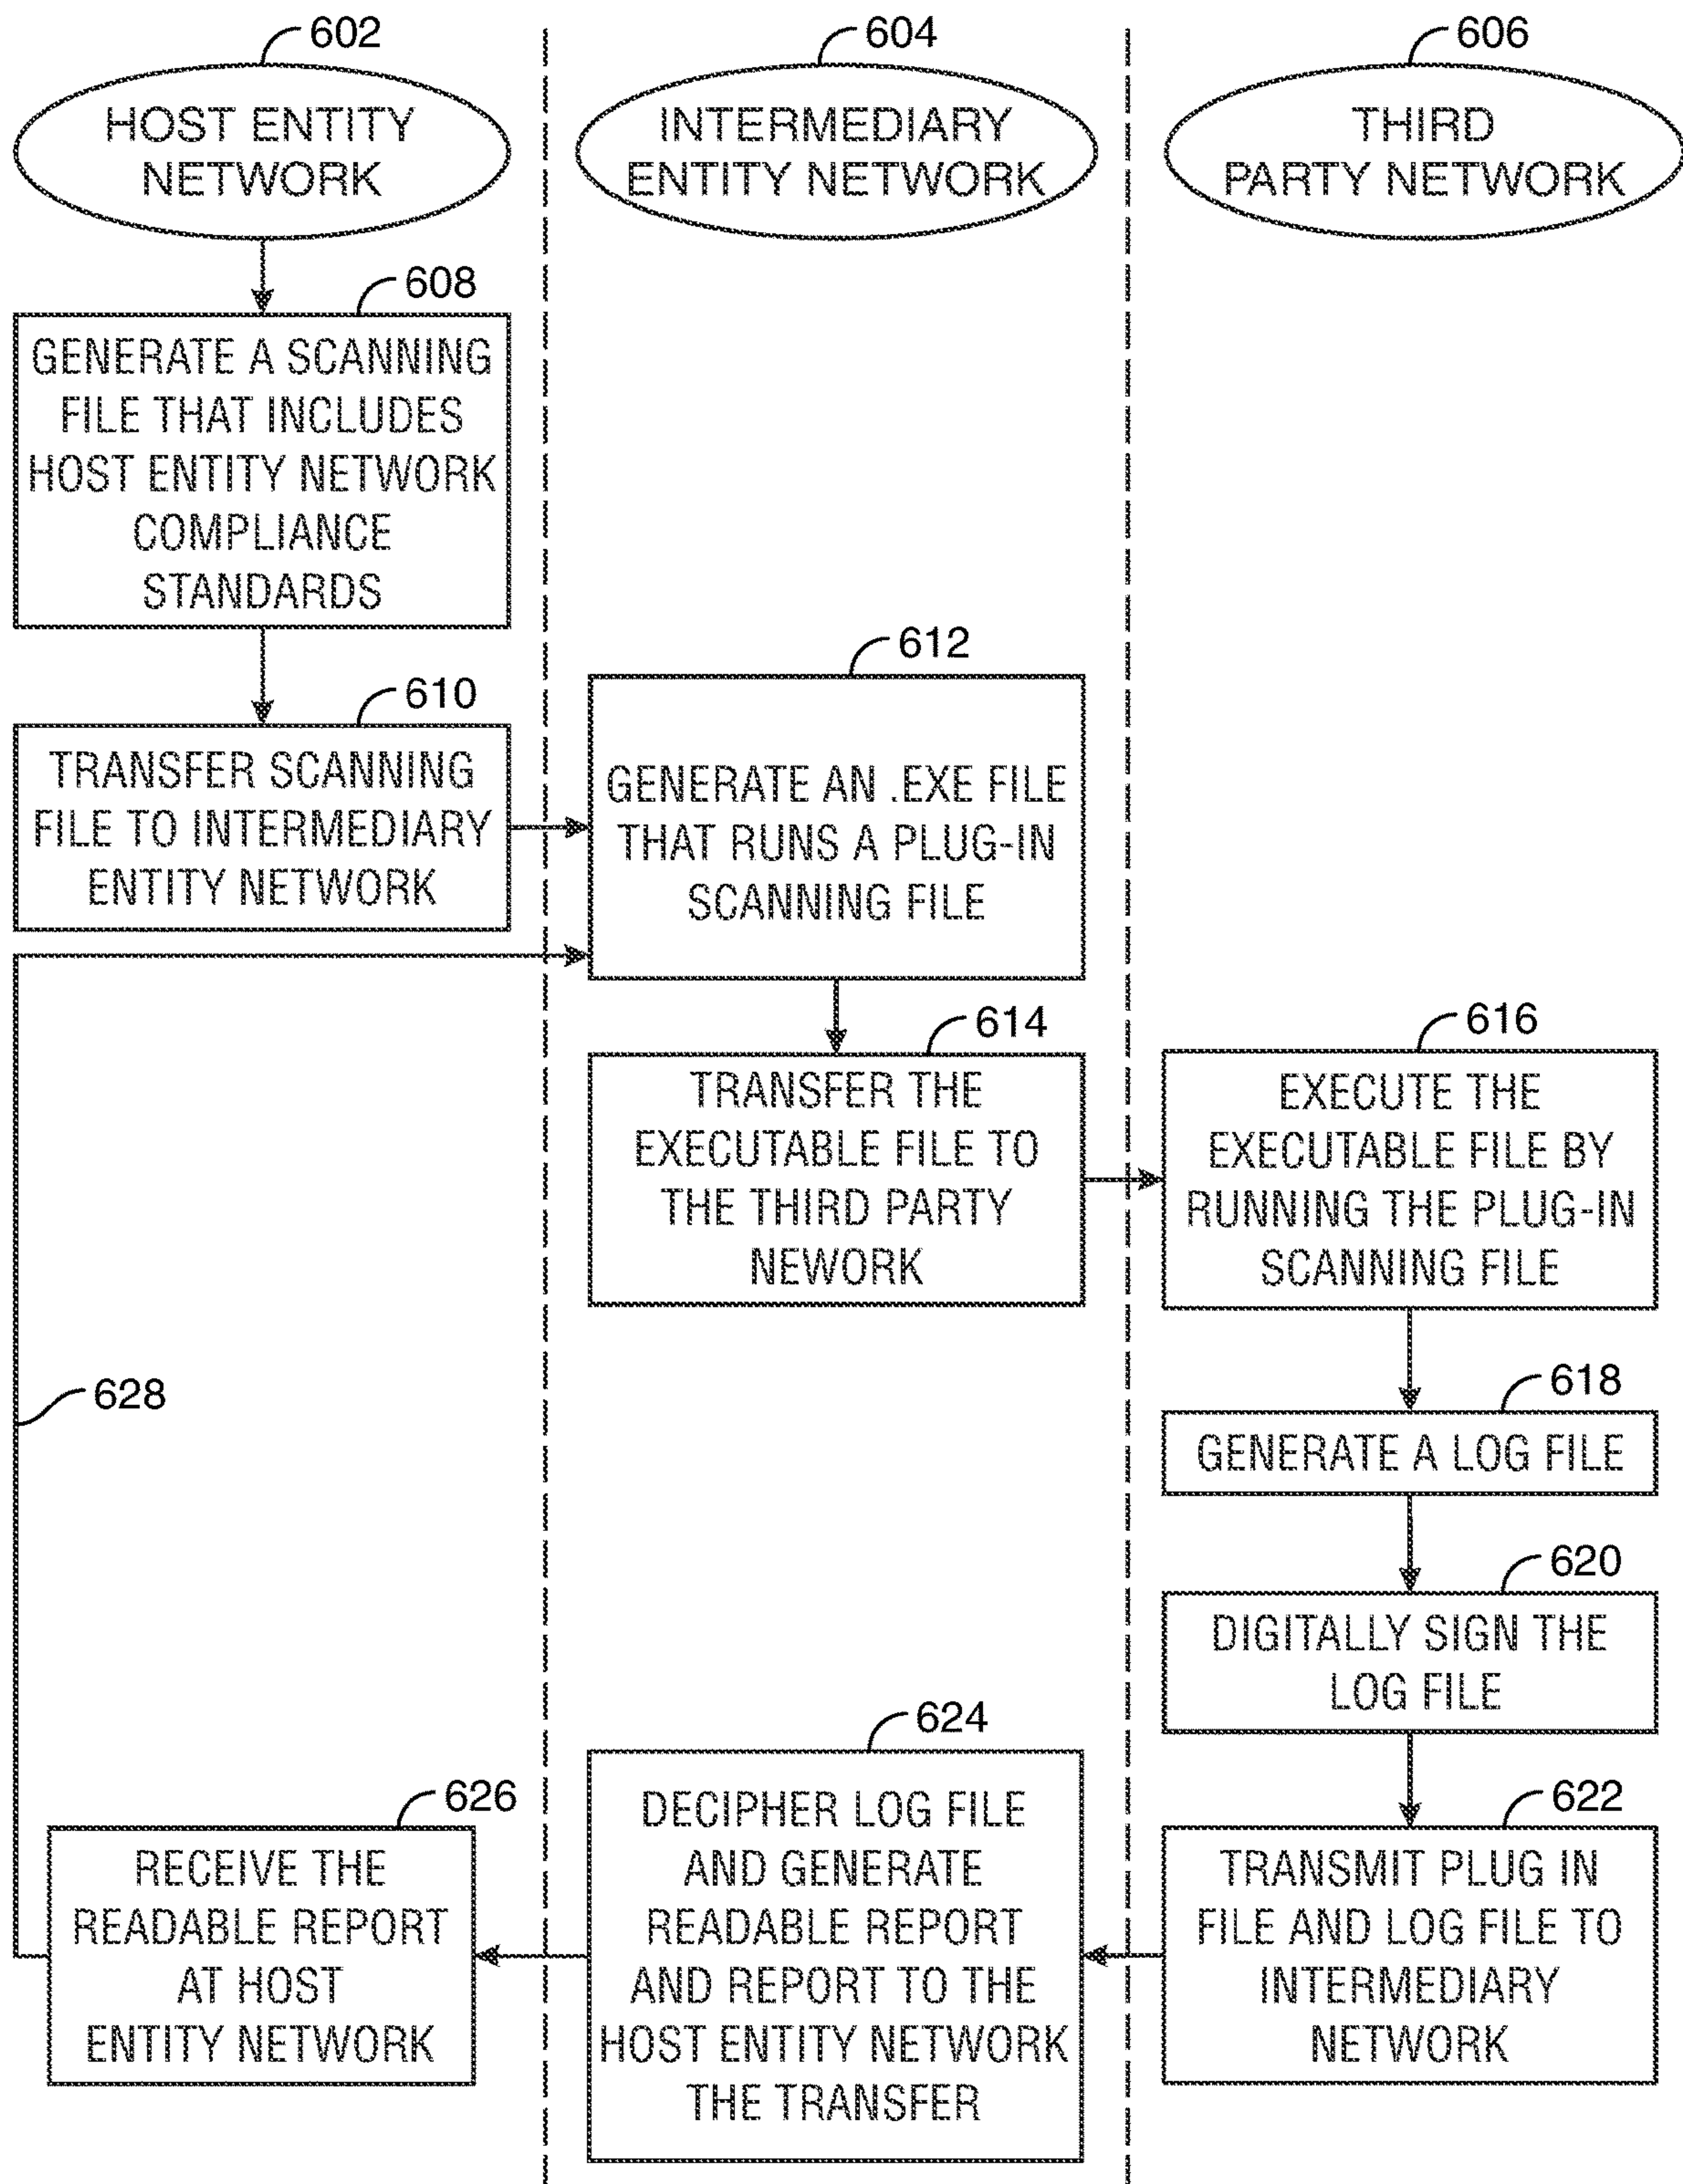 602
HOST ENTITY
NETWORK
604
INTERMEDIARY
ENTITY NETWORK
606
THIRD
PARTY NETWORK
608
GENERATE A SCANNING
FILE THAT INCLUDES
HOST ENTITY NETWORK
COMPLIANCE
STANDARDS
610
TRANSFER SCANNING
FILE TO INTERMEDIARY
ENTITY NETWORK
612
GENERATE AN .EXE FILE
THAT RUNS A PLUG-IN
SCANNING FILE
614
TRANSFER THE
EXECUTABLE FILE TO
THE THIRD PARTY
NEWORK
616
EXECUTE THE
EXECUTABLE FILE BY
RUNNING THE PLUG-IN
SCANNING FILE
618
GENERATE A LOG FILE
620
DIGITALLY SIGN THE
LOG FILE
622
TRANSMIT PLUG IN
FILE AND LOG FILE TO
INTERMEDIARY
NETWORK
624
DECIPHER LOG FILE
AND GENERATE
READABLE REPORT
AND REPORT TO THE
HOST ENTITY NETWORK
THE TRANSFER
626
RECEIVE THE
READABLE REPORT
AT HOST
ENTITY NETWORK
628